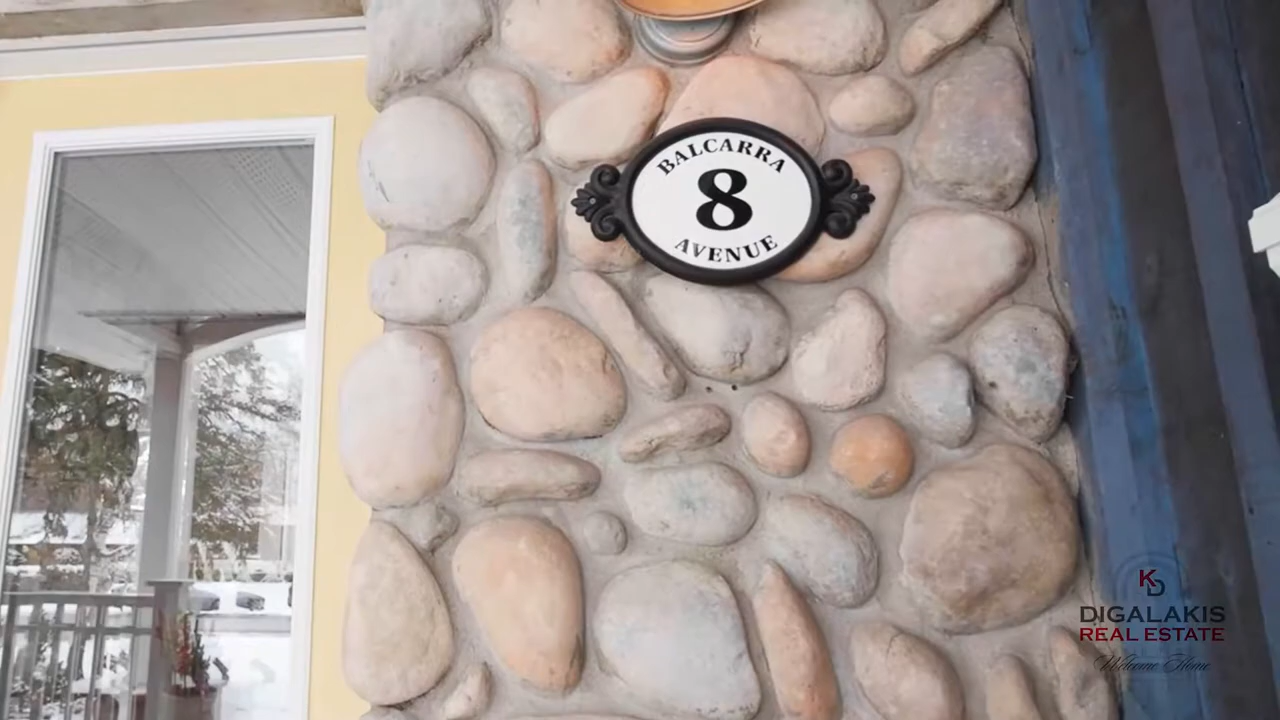 BALCARRA
8
AVENUE
KD
DIGALAKIS
REAL ESTATE
Welcome Home